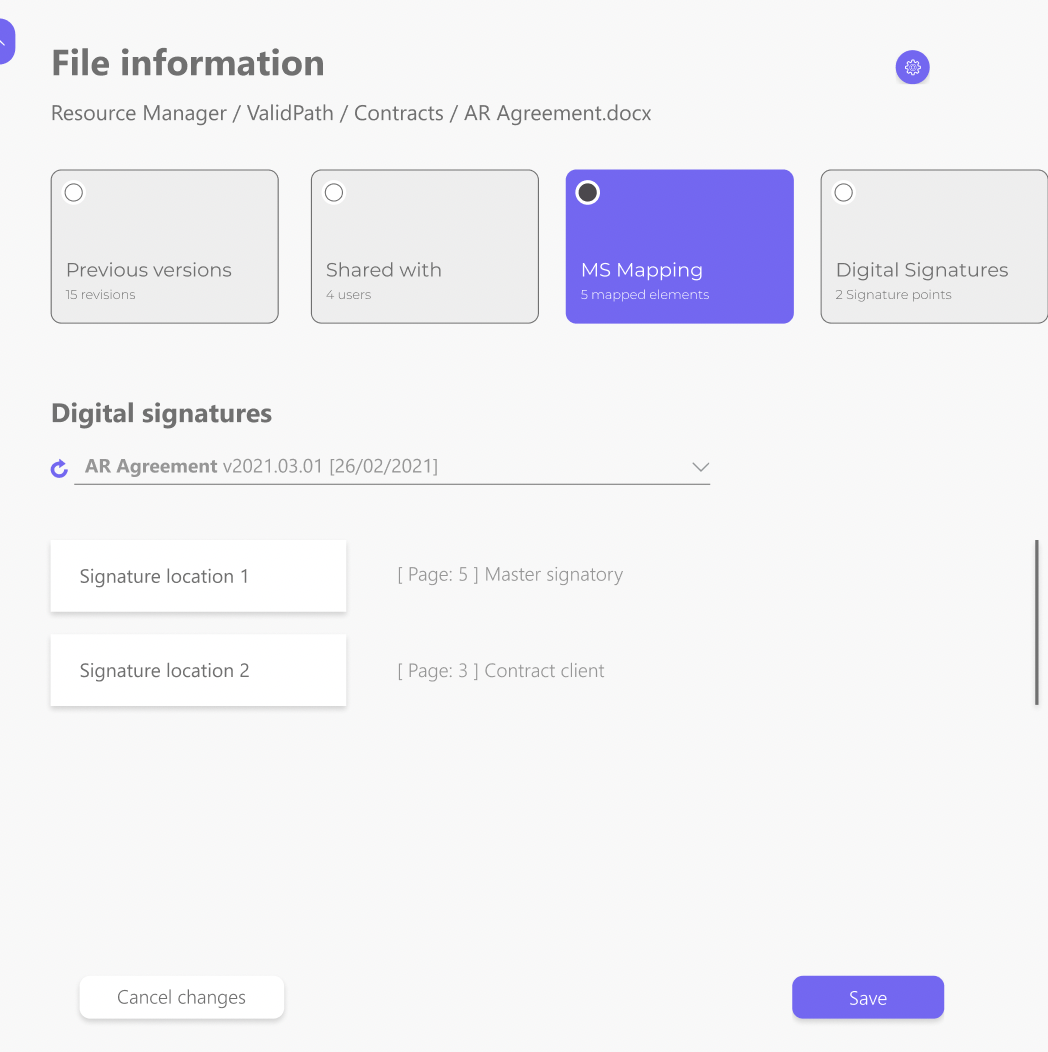 File information
Resource Manager / ValidPath / Contracts / AR Agreement.docx
Previous versions
15 revisions
Shared with
4 users
MS Mapping
5 mapped elements
Digital Signatures
2 Signature points
Digital signatures
AR Agreement v2021.03.01 [26/02/2021]
Signature location 1
[ Page: 5 ] Master signatory
Signature location 2
[ Page: 3 ] Contract client
Cancel changes
Save